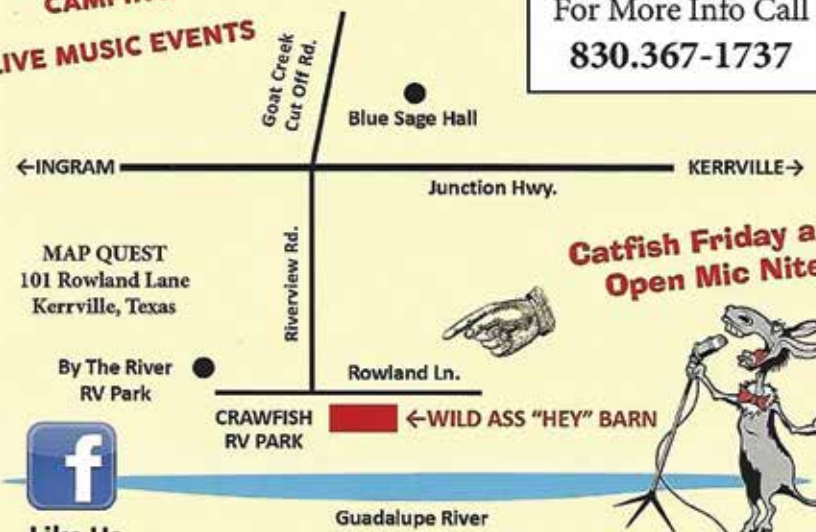 LIVE MUSIC EVENTS
For More Info Call
830.367-1737
Goat Creek
Cut Off Rd.
Blue Sage Hall
←INGRAM
KERRVILLE→
Junction Hwy.
MAP QUEST
101 Rowland Lane
Kerrville, Texas
Riverview Rd.
Catfish Friday
Open Mic Nite
By The River
RV Park
Rowland Ln.
CRAWFISH
RV PARK
←WILD ASS "HEY" BARN
f
Guadalupe River
Like Us